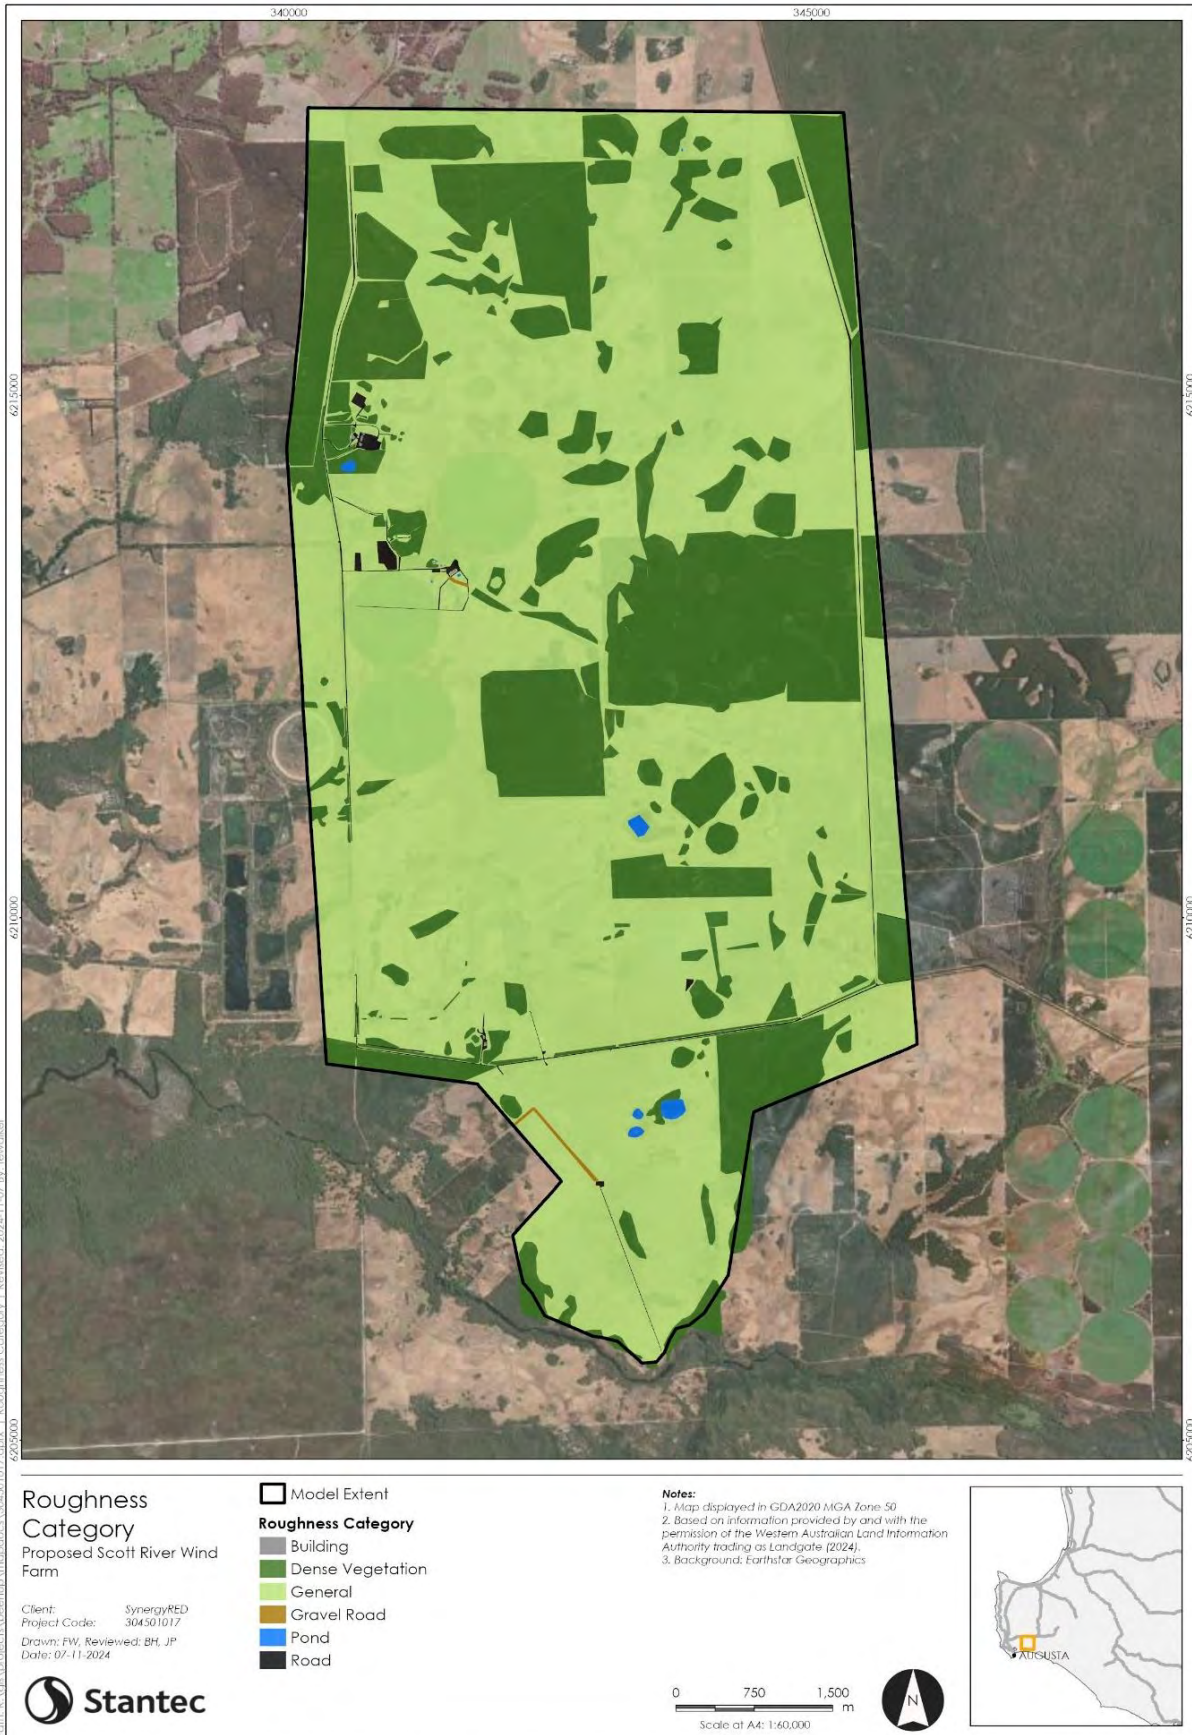 340000
345000
6215000
6215000
6210000
6210000
6205000
6205000
Roughness
Category
Proposed Scott River Wind
Farm
Client: SynergyRED
Project Code: 304501017
Drawn: FW, Reviewed: BH, JP
Date: 07-11-2024
Stantec
Model Extent
Roughness Category
Building
Dense Vegetation
General
Gravel Road
Pond
Road
Notes:
1. Map displayed in GDA2020 MGA Zone 50
2. Based on information provided by and with the
permission of the Western Australian Land Information
Authority trading as Landgate (2024).
3. Background: Earthstar Geographics
0 750 1,500
m
Scale at A4: 1:60,000
N
AUGUSTA